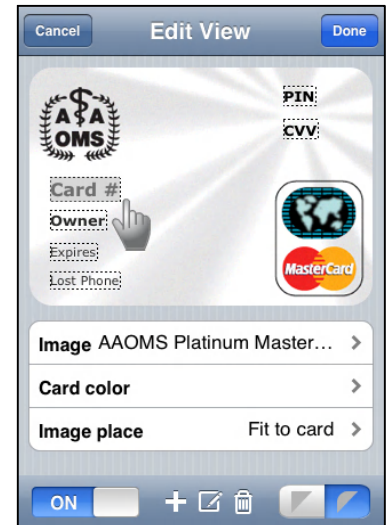 Cancel Edit View Done
PIN
A A
OMS
CVV
Card #
Owner
Expires
Lost Phone
MasterCard
Image AAOMS Platinum Master... >
Card color >
Image place Fit to card >
ON